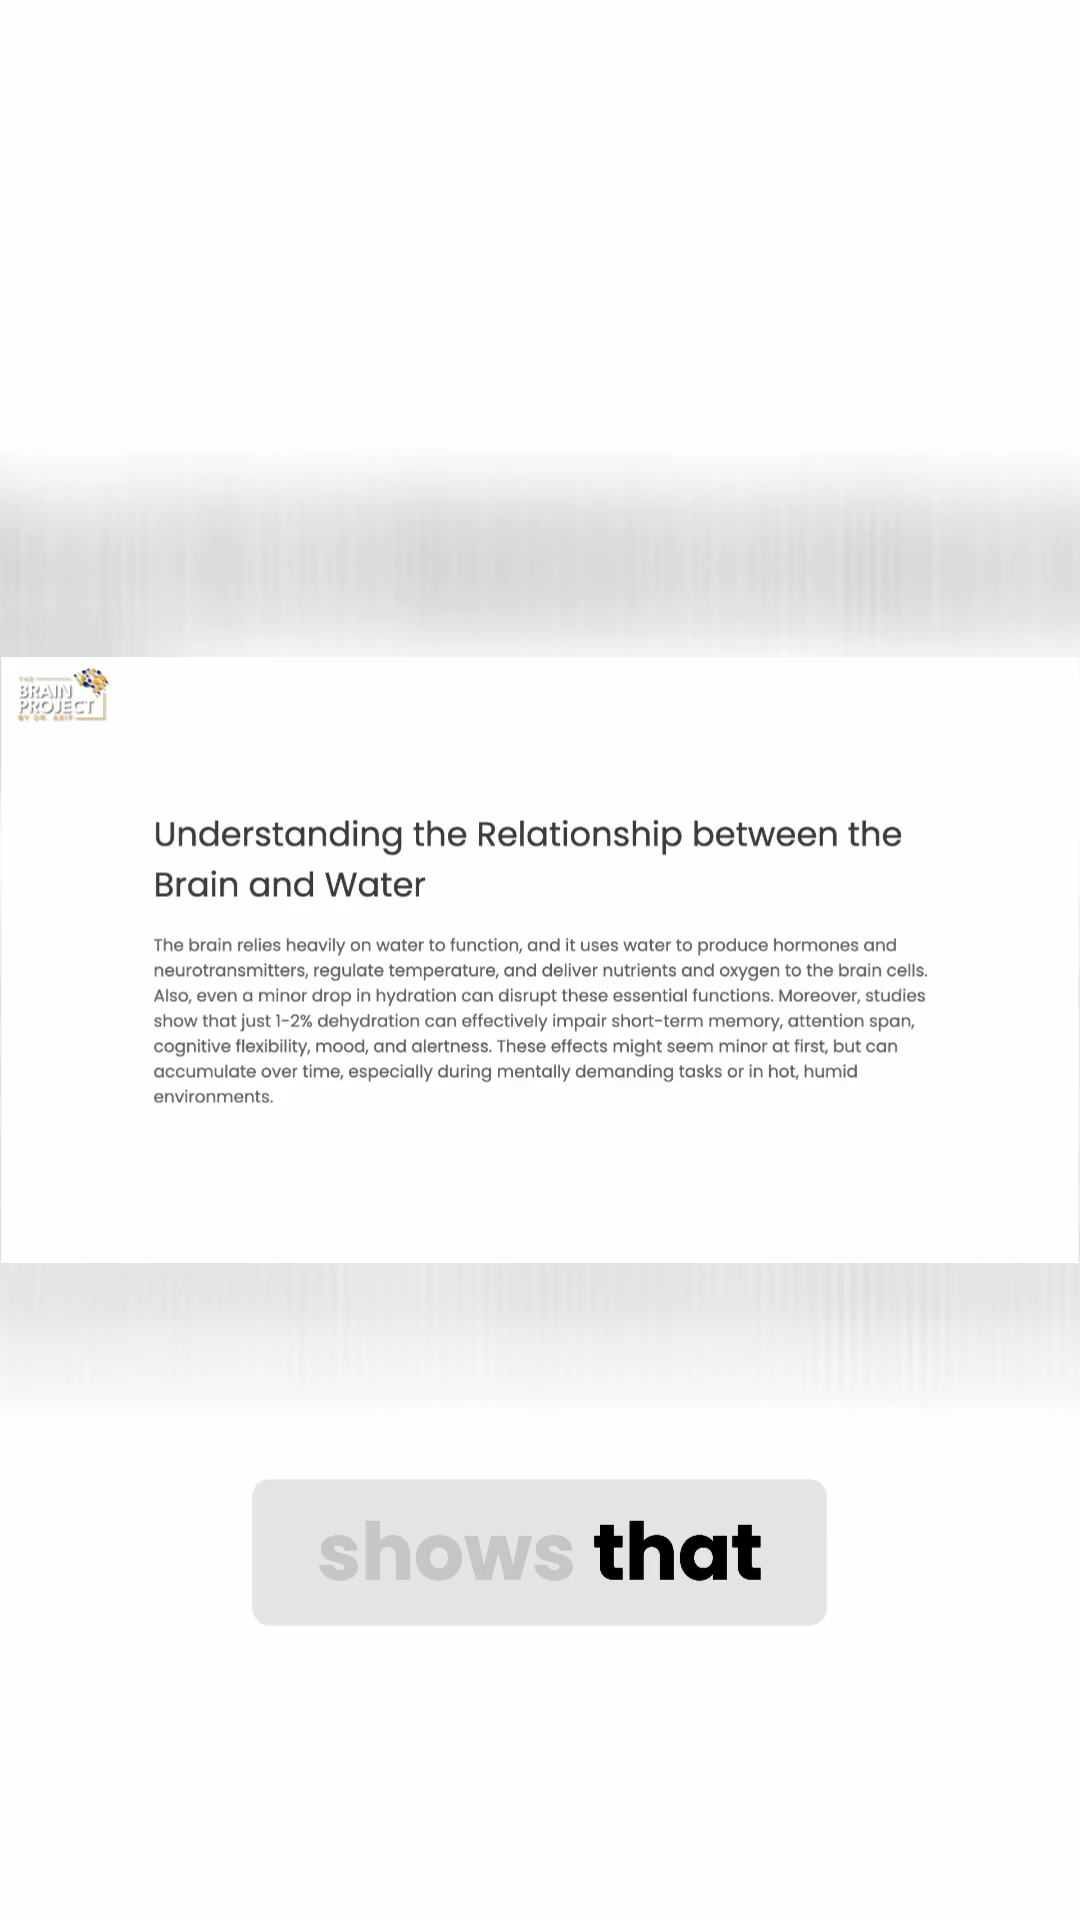 THE
BRAIN
PROJECT
BY DR. ARIF
Understanding the Relationship between the
Brain and Water
The brain relies heavily on water to function, and it uses water to produce hormones and
neurotransmitters, regulate temperature, and deliver nutrients and oxygen to the brain cells.
Also, even a minor drop in hydration can disrupt these essential functions. Moreover, studies
show that just 1-2% dehydration can effectively impair short-term memory, attention span,
cognitive flexibility, mood, and alertness. These effects might seem minor at first, but can
accumulate over time, especially during mentally demanding tasks or in hot, humid
environments.
shows that